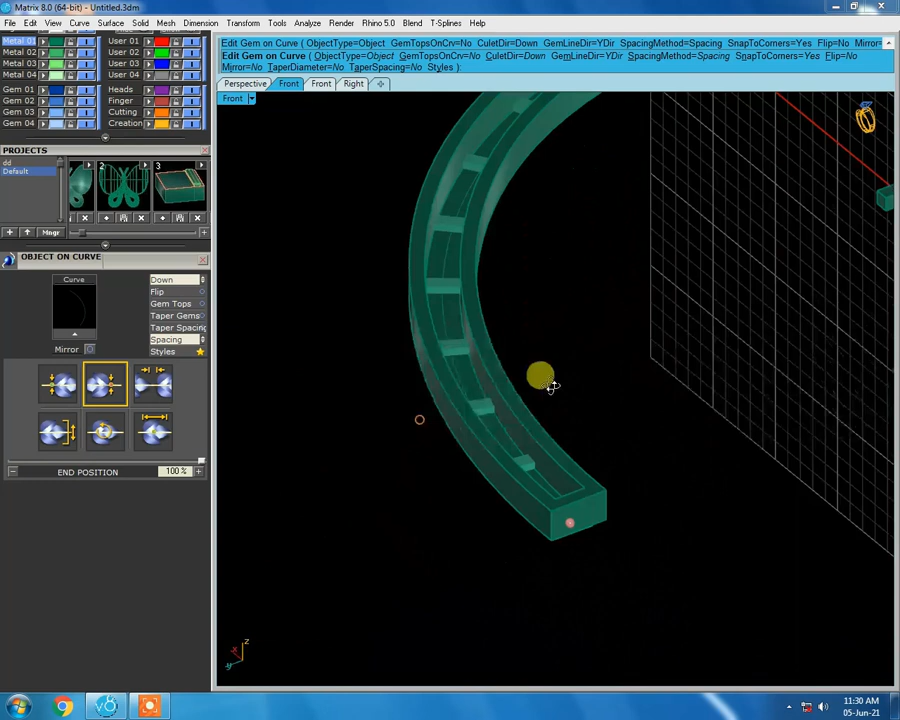 Matrix 8.0 (64-bit) - Untitled.3dm
File Edit View Curve Surface Solid Mesh Dimension Transform Tools Analyze Rhino 5.0 Blend T-Splines Help
Metal 01 User 01
Metal 02 User 02
Metal 03 User 03
Metal 04 User 04
Gem 01 Heads
Gem 02 Finger
Gem 03 Cutting
Gem 04 Creation
Edit Gem on Curve ( ObjectType=Object GemTopsOnCrv=No CuletDir=Down GemLineDir=YDir SpacingMethod=Spacing SnapToCorners=Yes Flip=No Mirror=
Edit Gem on Curve ( ObjectType=Object GemTopsOnCrv=No CuletDir=Down GemLineDir=YDir SpacingMethod=Spacing SnapToCorners=Yes Flip=No
Mirror=No TaperDiameter=No TaperSpacing=No Styles ):
Perspective Front Front Right
Front
PROJECTS
dd
Default
2 3
Mngr
OBJECT ON CURVE
Curve
Mirror
Down
Flip
Gem Tops
Taper Gems
Taper Spacing
Spacing
Styles
END POSITION 100 %
z
x
y
11:30 AM
05-Jun-21